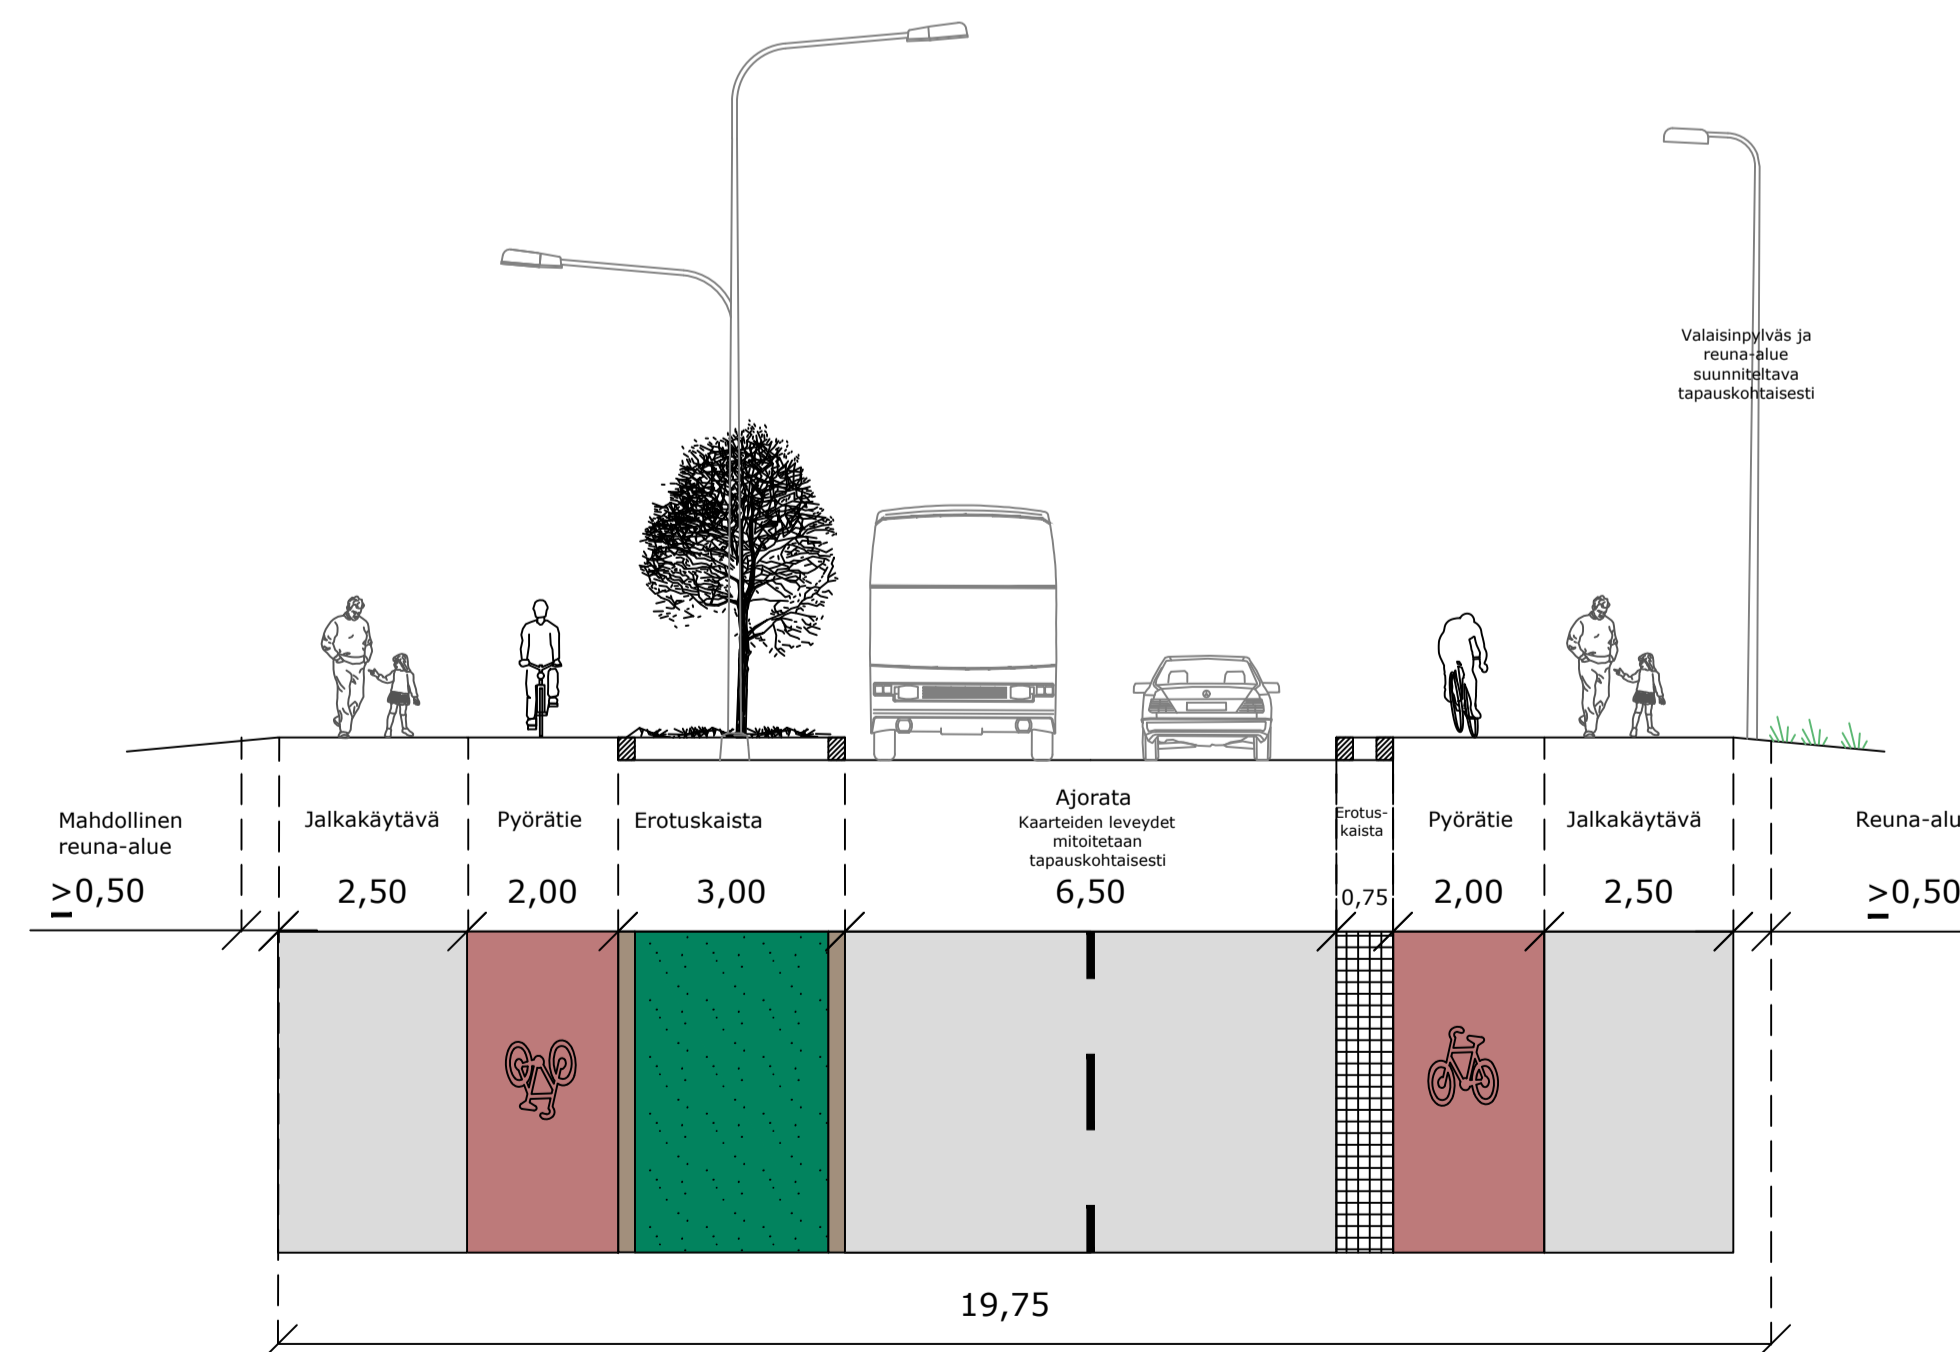 Valaisinpylväs ja
reuna-alue
suunniteltava
tapauskohtaisesti
Mahdollinen
reuna-alue
≥0,50
Jalkakäytävä
2,50
Pyörätie
2,00
Erotuskaista
3,00
Ajorata
Kaarteiden leveydet
mitoitetaan
tapauskohtaisesti
6,50
Erotus-
kaista
0,75
Pyörätie
2,00
Jalkakäytävä
2,50
Reuna-alu
≥0,50
19,75